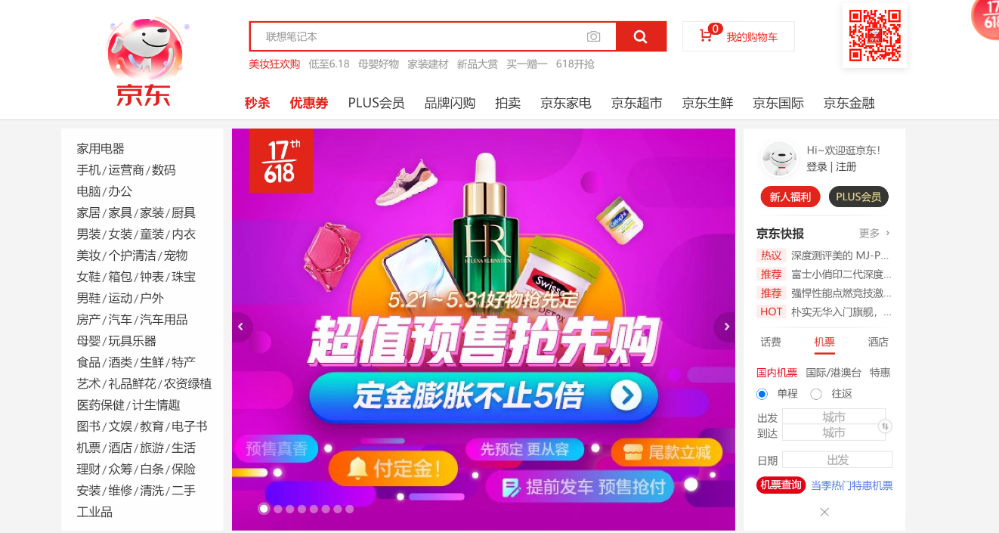 京东
联想笔记本
0
我的购物车
美妆狂欢购 低至6.18 母婴好物 家装建材 新品大赏 买一赠一 618开抢
秒杀 优惠券 PLUS会员 品牌闪购 拍卖 京东家电 京东超市 京东生鲜 京东国际 京东金融
17
618
家用电器
手机/运营商/数码
电脑/办公
家居/家具/家装/厨具
男装/女装/童装/内衣
美妆/个护清洁/宠物
女鞋/箱包/钟表/珠宝
男鞋/运动/户外
房产/汽车/汽车用品
母婴/玩具乐器
食品/酒类/生鲜/特产
艺术/礼品鲜花/农资绿植
医药保健/计生情趣
图书/文娱/教育/电子书
机票/酒店/旅游/生活
理财/众筹/白条/保险
安装/维修/清洗/二手
工业品
17th
618
HR
HELENA RUBINSTEIN
Cetaphil
Swisse
DETOX
5.21~5.31好物抢先定
超值预售抢先购
定金膨胀不止5倍
预售真香
付定金!
先预定 更从容
尾款立减
提前发车 预售抢付
Hi~欢迎逛京东!
登录 | 注册
新人福利 PLUS会员
京东快报 更多
热议 深度测评美的 MJ-P...
推荐 富士小俏印二代深度...
推荐 强悍性能点燃竞技激...
HOT 朴实无华入门旗舰，...
话费 机票 酒店
国内机票 国际/港澳台 特惠
单程 往返
出发 城市
到达 城市
日期 出发
机票查询 当季热门特惠机票